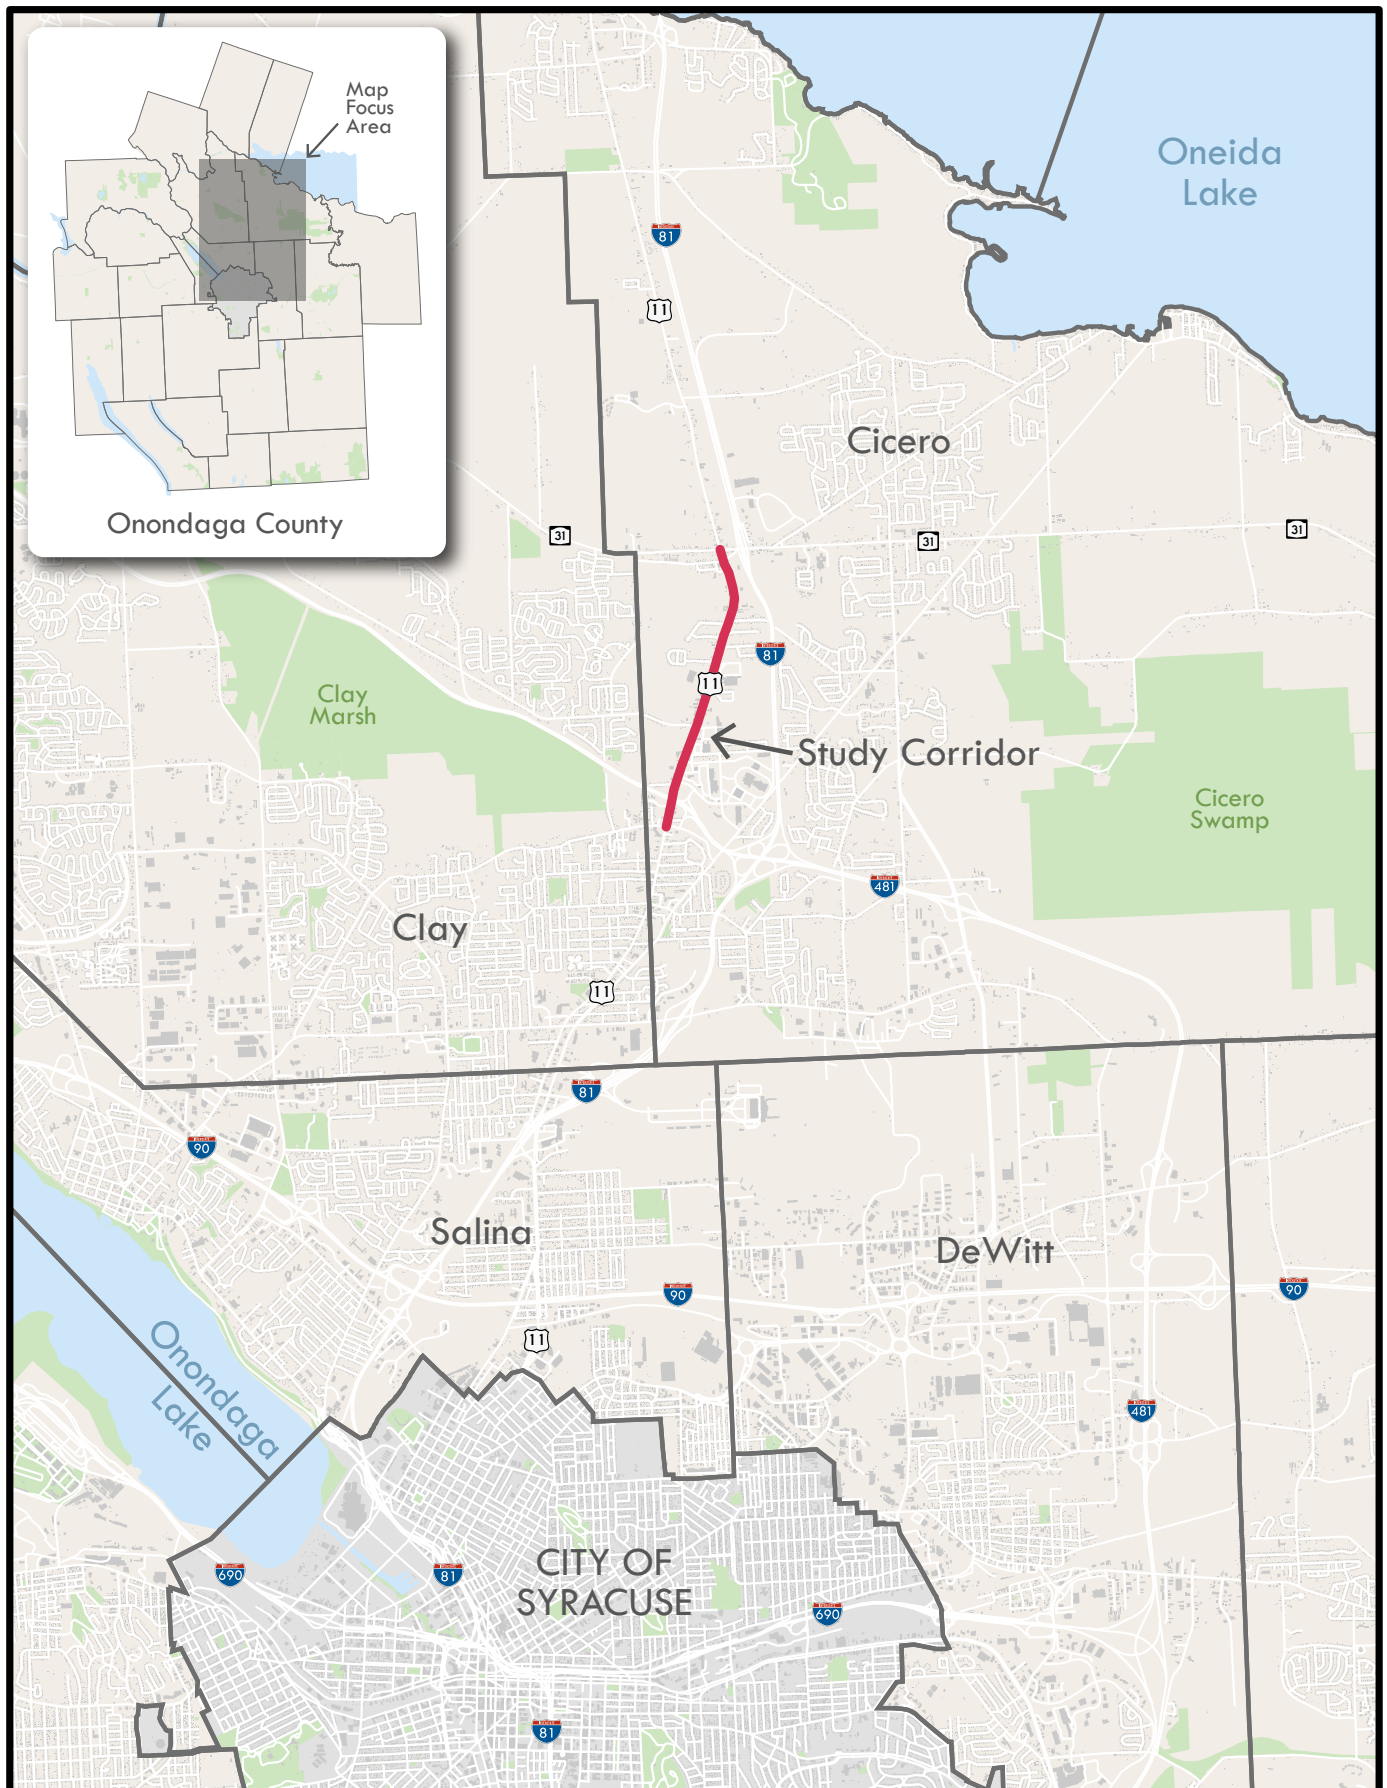 Map
Focus
Area
Onondaga County
Oneida
Lake
81
11
Cicero
31
31
31
81
11
Clay
Marsh
Study Corridor
Cicero
Swamp
481
Clay
11
81
90
Salina
DeWitt
90
90
11
Onondaga
Lake
481
CITY OF
SYRACUSE
690
81
690
81